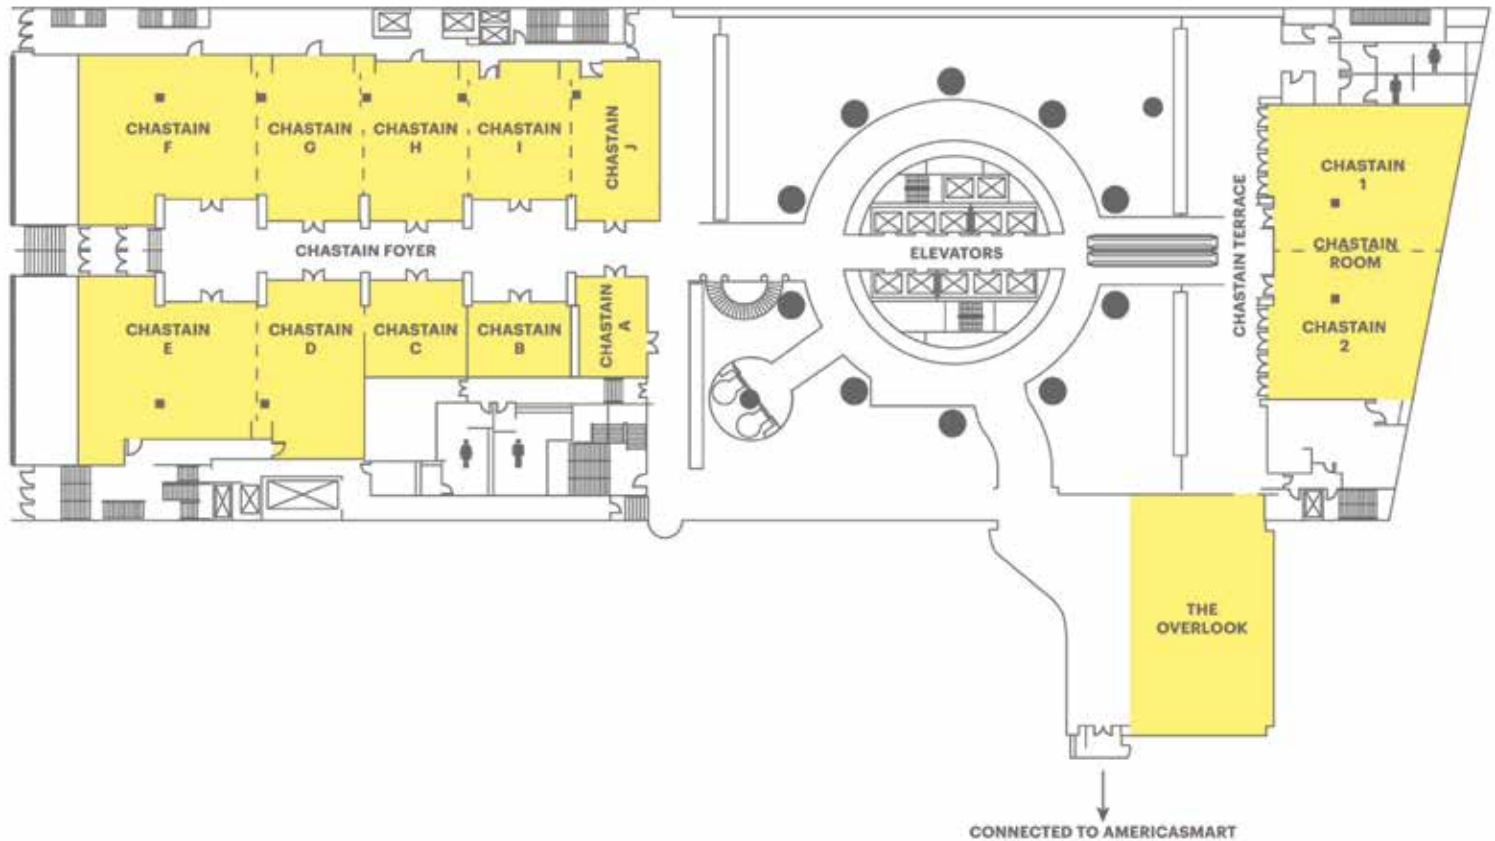 CHASTAIN
F
CHASTAIN
G
CHASTAIN
H
CHASTAIN
I
CHASTAIN
J
CHASTAIN FOYER
CHASTAIN
E
CHASTAIN
D
CHASTAIN
C
CHASTAIN
B
CHASTAIN
A
ELEVATORS
CHASTAIN TERRACE
CHASTAIN
1
CHASTAIN
ROOM
CHASTAIN
2
THE
OVERLOOK
CONNECTED TO AMERICASMART